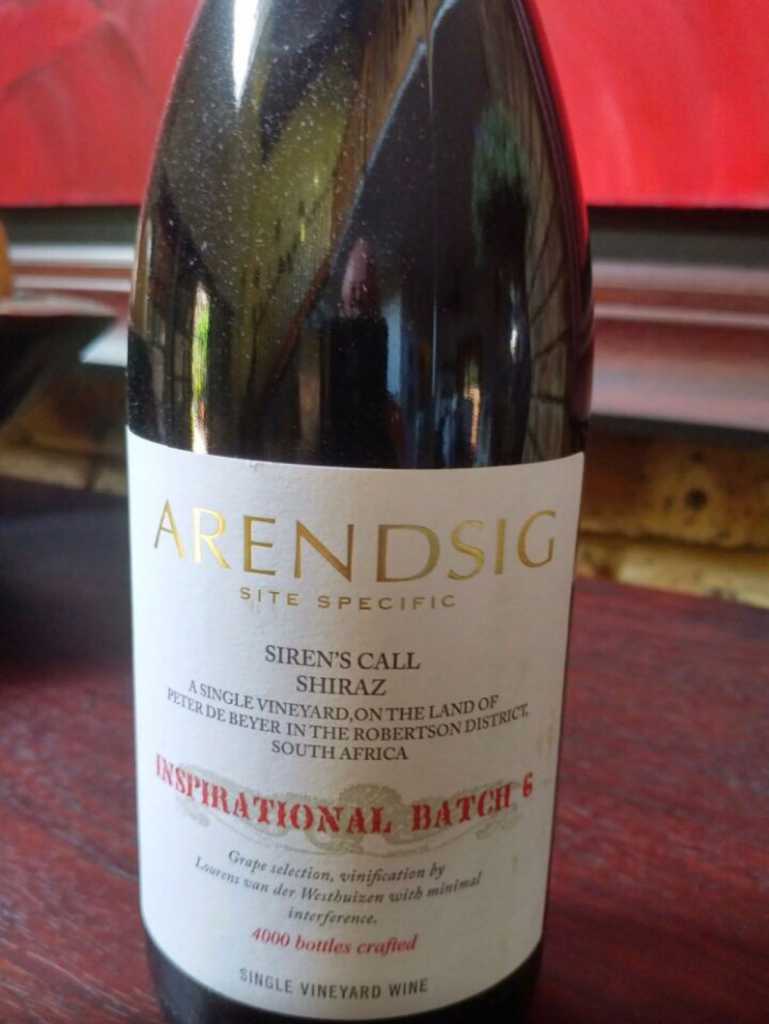 ARENDSIG
SITE SPECIFIC
SIREN'S CALL
SHIRAZ
A SINGLE VINEYARD, ON THE LAND OF
PETER DE BEYER IN THE ROBERTSON DISTRICT,
SOUTH AFRICA
INSPIRATIONAL BATCH 6
Grape selection, vinification by
Lourens van der Westhuizen with minimal
interference.
4000 bottles crafted
SINGLE VINEYARD WINE